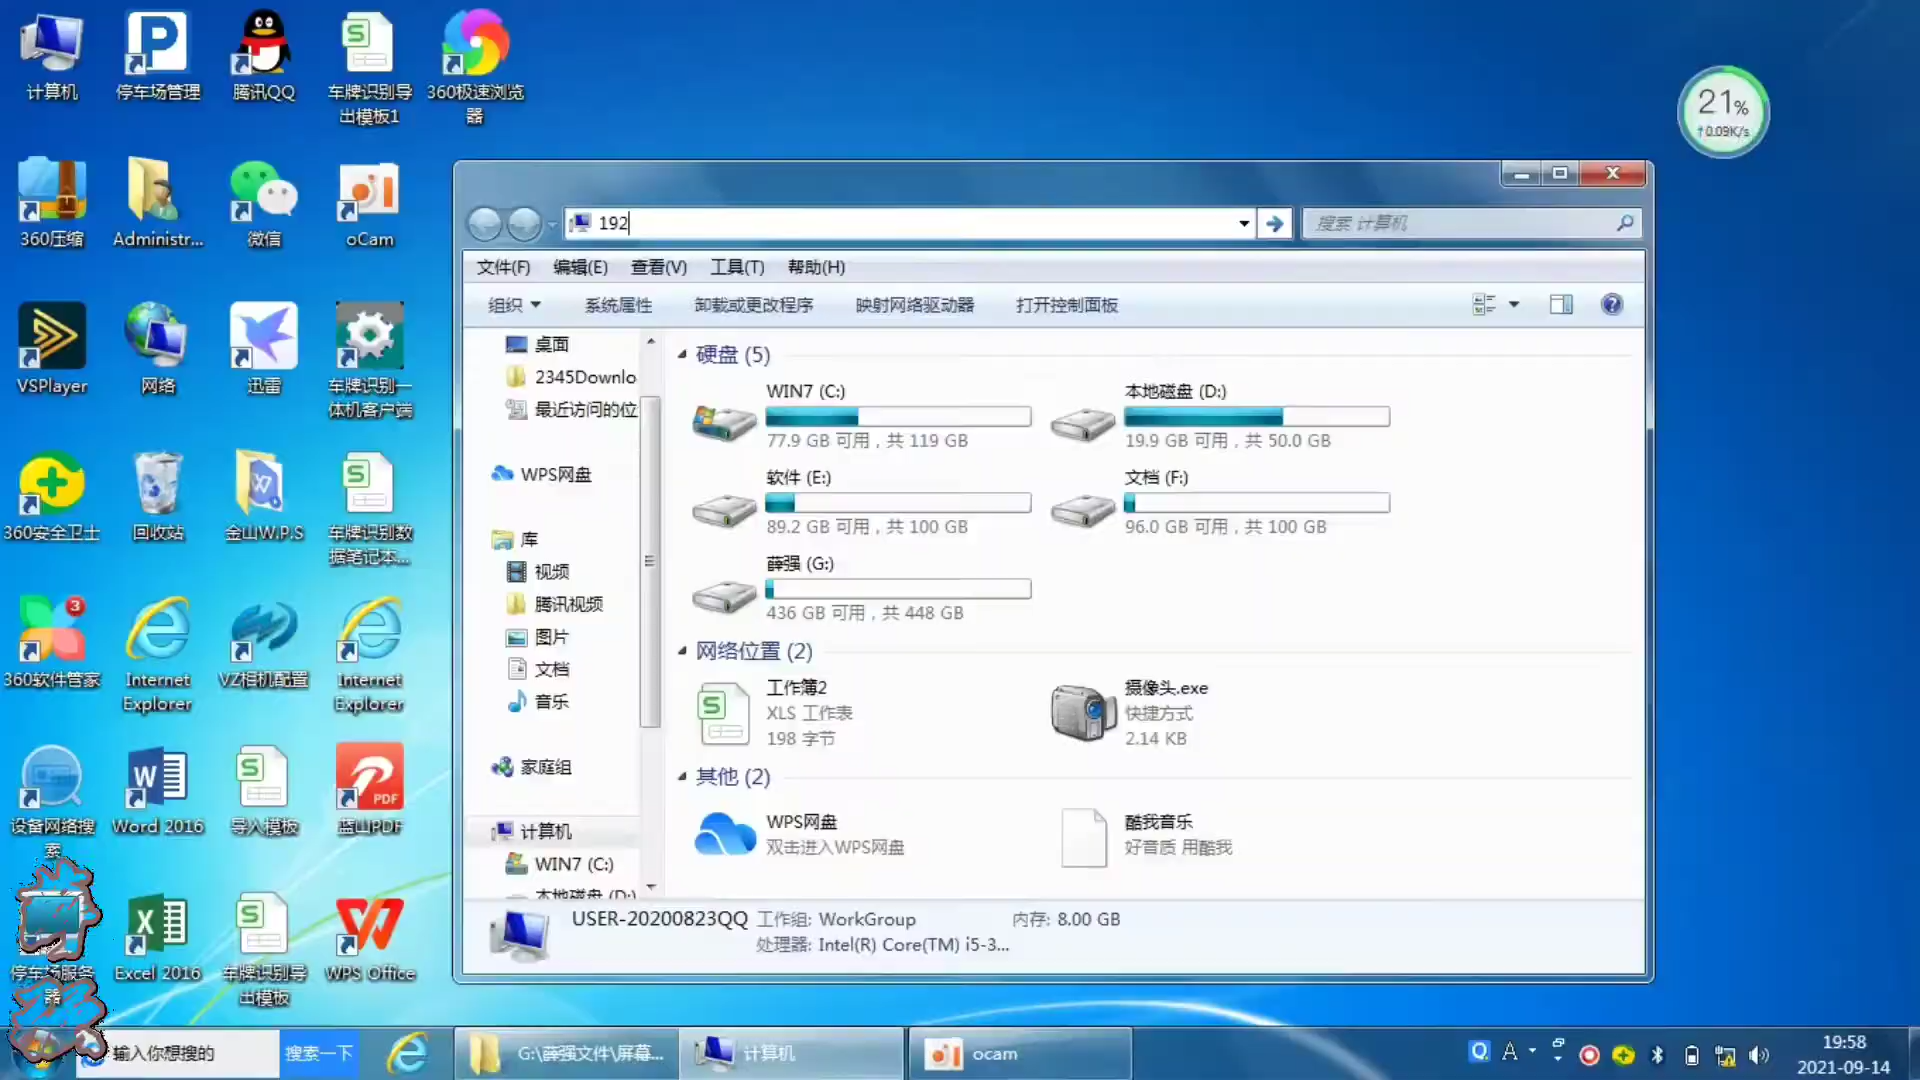 计算机
停车场管理
腾讯QQ
车牌识别导
出模板1
360极速浏览
器
21%
↑0.09K/s
360压缩
Administr...
微信
oCam
VSPlayer
网络
迅雷
车牌识别一
体机客户端
360安全卫士
回收站
金山W.P.S
车牌识别数
据笔记本...
3
360软件管家
Internet
Explorer
VZ相机配置
Internet
Explorer
设备网络搜
索
Word 2016
导入模板
PDF
蓝山PDF
停车场服务
器
Excel 2016
车牌识别导
出模板
WPS Office
192
搜索 计算机
文件(F) 编辑(E) 查看(V) 工具(T) 帮助(H)
组织 系统属性 卸载或更改程序 映射网络驱动器 打开控制面板
桌面
2345Downlo
最近访问的位
WPS网盘
库
视频
腾讯视频
图片
文档
音乐
家庭组
计算机
WIN7 (C:)
本地磁盘 (D:)
硬盘 (5)
WIN7 (C:)
77.9 GB 可用，共 119 GB
本地磁盘 (D:)
19.9 GB 可用，共 50.0 GB
软件 (E:)
89.2 GB 可用，共 100 GB
文档 (F:)
96.0 GB 可用，共 100 GB
薛强 (G:)
436 GB 可用，共 448 GB
网络位置 (2)
工作簿2
XLS 工作表
198 字节
摄像头.exe
快捷方式
2.14 KB
其他 (2)
WPS网盘
双击进入WPS网盘
酷我音乐
好音质 用酷我
USER-20200823QQ 工作组: WorkGroup 内存: 8.00 GB
处理器: Intel(R) Core(TM) i5-3...
输入你想搜的 搜索一下
G:\薛强文件\屏幕...
计算机
ocam
A
19:58
2021-09-14